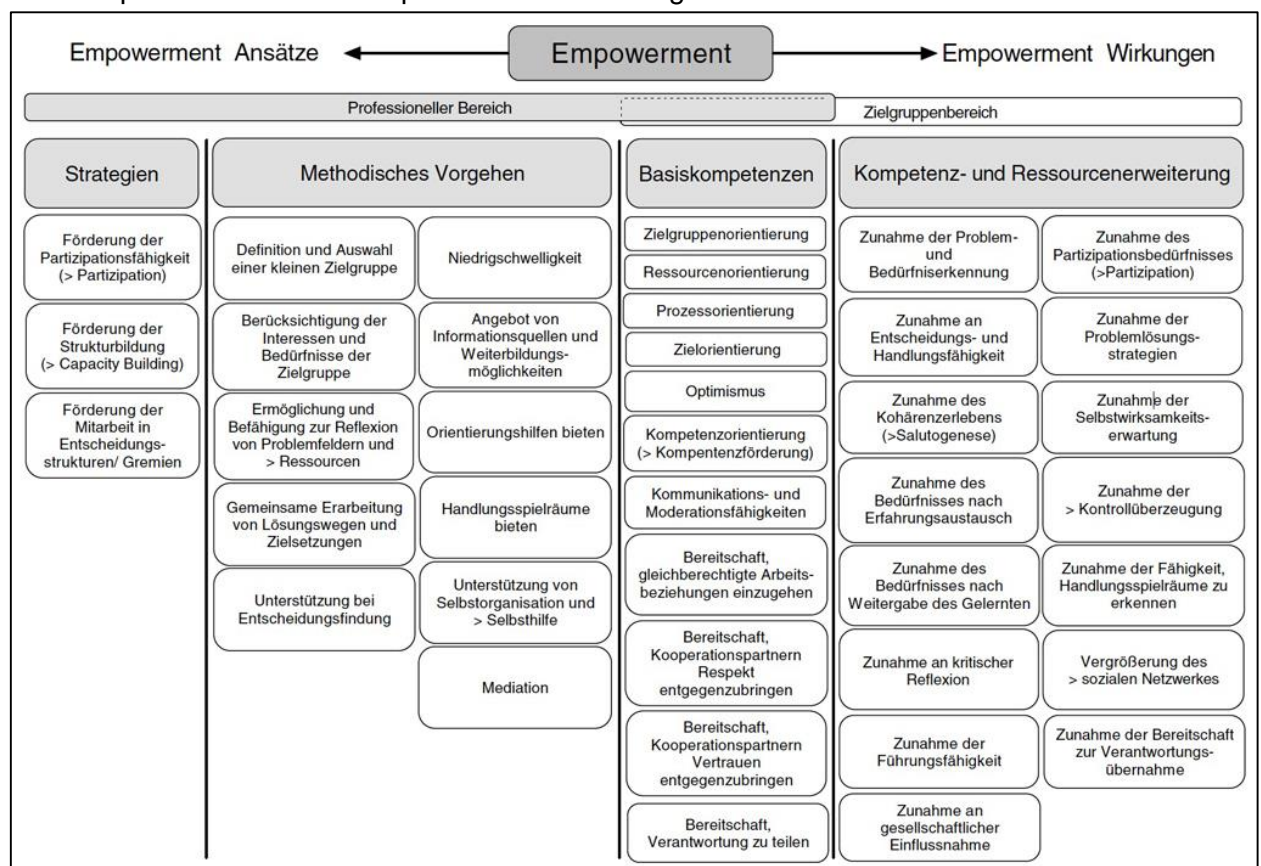 Empowerment Ansätze
Empowerment
Empowerment Wirkungen
Professioneller Bereich
Zielgruppenbereich
Strategien
Förderung der
Partizipationsfähigkeit
(> Partizipation)
Förderung der
Strukturbildung
(> Capacity Building)
Förderung der
Mitarbeit in
Entscheidungs-
strukturen/ Gremien
Methodisches Vorgehen
Definition und Auswahl
einer kleinen Zielgruppe
Berücksichtigung der
Interessen und
Bedürfnisse der
Zielgruppe
Ermöglichung und
Befähigung zur Reflexion
von Problemfeldern und
> Ressourcen
Gemeinsame Erarbeitung
von Lösungswegen und
Zielsetzungen
Unterstützung bei
Entscheidungsfindung
Niedrigschwelligkeit
Angebot von
Informationsquellen und
Weiterbildungs-
möglichkeiten
Orientierungshilfen bieten
Handlungsspielräume
bieten
Unterstützung von
Selbstorganisation und
> Selbsthilfe
Mediation
Basiskompetenzen
Zielgruppenorientierung
Ressourcenorientierung
Prozessorientierung
Zielorientierung
Optimismus
Kompetenzorientierung
(> Kompentenzförderung)
Kommunikations- und
Moderationsfähigkeiten
Bereitschaft,
gleichberechtigte Arbeits-
beziehungen einzugehen
Bereitschaft,
Kooperationspartnern
Respekt
entgegenzubringen
Bereitschaft,
Kooperationspartnern
Vertrauen
entgegenzubringen
Bereitschaft,
Verantwortung zu teilen
Kompetenz- und Ressourcenerweiterung
Zunahme der Problem-
und
Bedürfniserkennung
Zunahme an
Entscheidungs- und
Handlungsfähigkeit
Zunahme des
Kohärenzerlebens
(>Salutogenese)
Zunahme des
Bedürfnisses nach
Erfahrungsaustausch
Zunahme des
Bedürfnisses nach
Weitergabe des Gelernten
Zunahme an kritischer
Reflexion
Zunahme der
Führungsfähigkeit
Zunahme an
gesellschaftlicher
Einflussnahme
Zunahme des
Partizipationsbedürfnisses
(>Partizipation)
Zunahme der
Problemlösungs-
strategien
Zunahme der
Selbstwirksamkeits-
erwartung
Zunahme der
> Kontrollüberzeugung
Zunahme der Fähigkeit,
Handlungsspielräume zu
erkennen
Vergrößerung des
> sozialen Netzwerkes
Zunahme der Bereitschaft
zur Verantwortungs-
übernahme